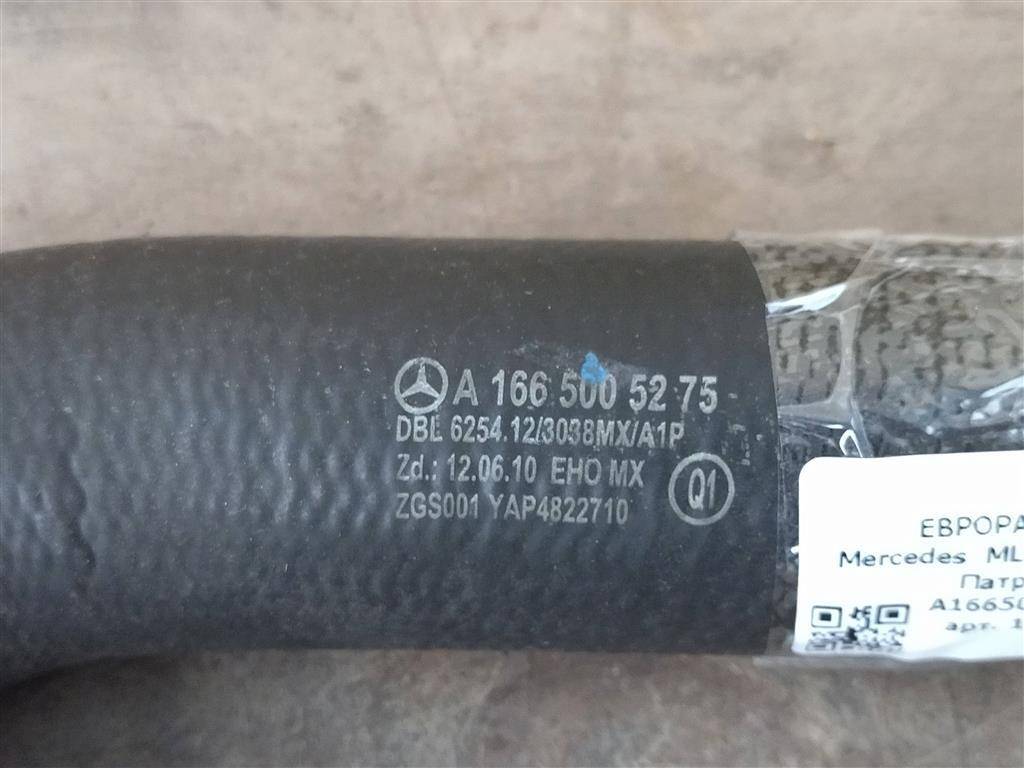 A 166 500 52 75
DBL 6254.12/3038MX/A1P
Zd.: 12.06.10 EHO MX
Q1
ZGS001 YAP4822710
ЕВРОРА
Mercedes ML
Патр
A16650
арт. 1